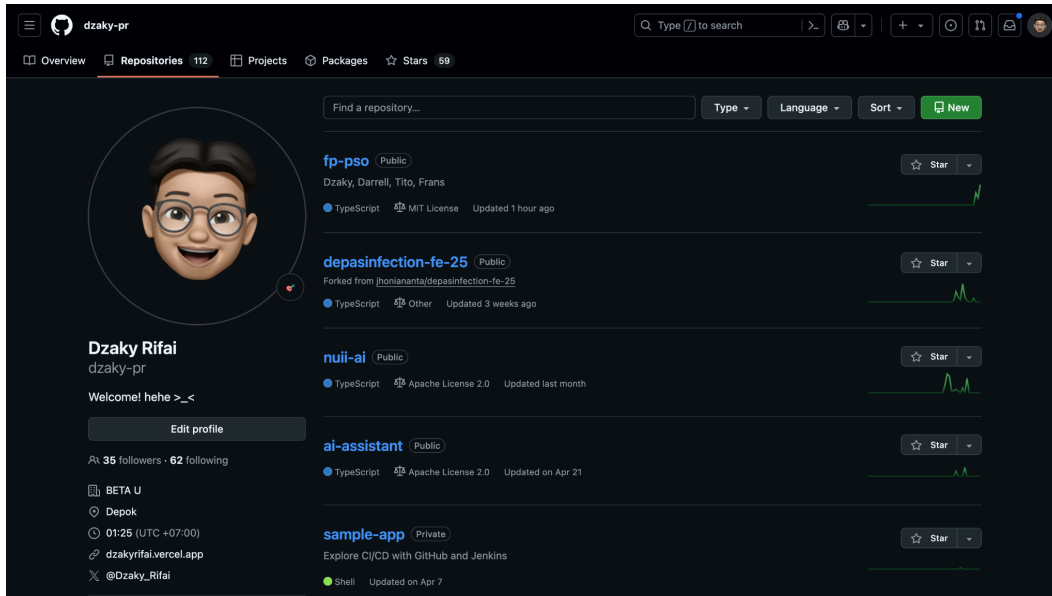 dzaky-pr
Type / to search
Overview
Repositories 112
Projects
Packages
Stars 59
Find a repository...
Type
Language
Sort
New
fp-pso Public
Star
Dzaky, Darrell, Tito, Frans
TypeScript MIT License Updated 1 hour ago
depasinfection-fe-25 Public
Star
Forked from jhoniananta/depasinfection-fe-25
TypeScript Other Updated 3 weeks ago
nuii-ai Public
Star
TypeScript Apache License 2.0 Updated last month
ai-assistant Public
Star
TypeScript Apache License 2.0 Updated on Apr 21
sample-app Private
Star
Explore CI/CD with GitHub and Jenkins
Shell Updated on Apr 7
Dzaky Rifai
dzaky-pr
Welcome! hehe >_<
Edit profile
35 followers · 62 following
BETA U
Depok
01:25 (UTC +07:00)
dzakyrifai.vercel.app
@Dzaky_Rifai